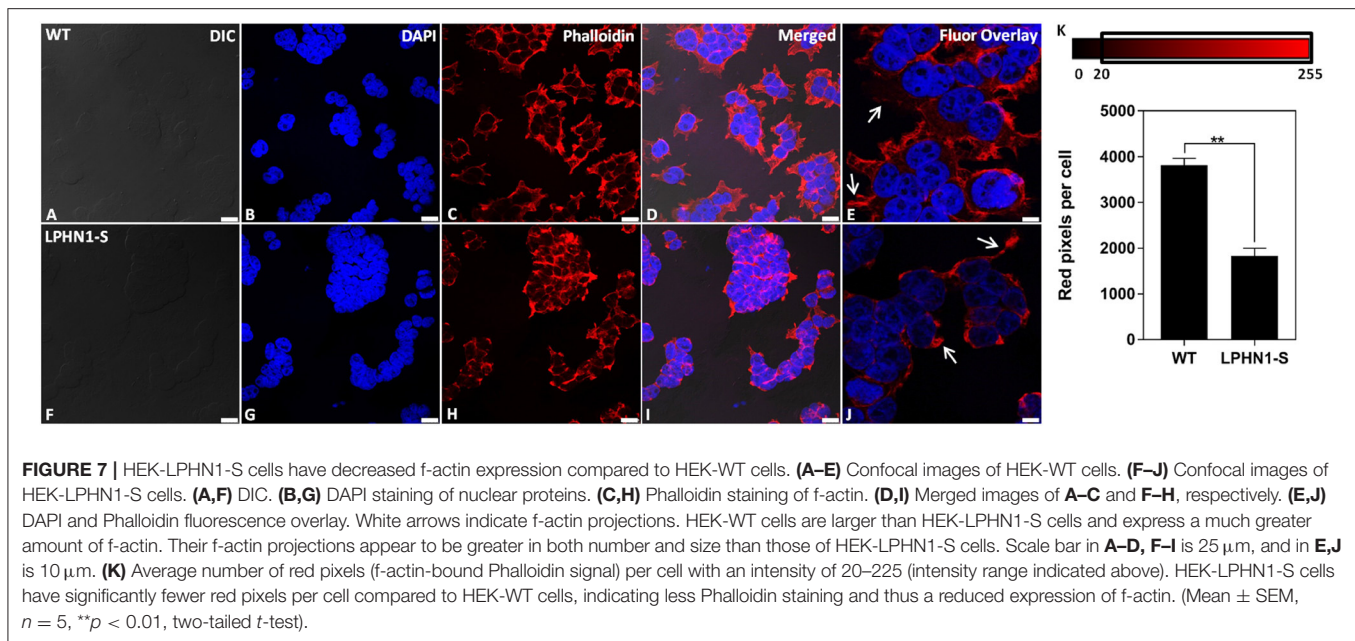 WT DIC DAPI Phalloidin Merged Fluor Overlay
A B C D E
LPHN1-S
F G H I J
K
0 20 255
5000
4000
3000
2000
1000
0
Red pixels per cell
**
WT LPHN1-S
FIGURE 7 | HEK-LPHN1-S cells have decreased f-actin expression compared to HEK-WT cells. (A–E) Confocal images of HEK-WT cells. (F–J) Confocal images of
HEK-LPHN1-S cells. (A,F) DIC. (B,G) DAPI staining of nuclear proteins. (C,H) Phalloidin staining of f-actin. (D,I) Merged images of A–C and F–H, respectively. (E,J)
DAPI and Phalloidin fluorescence overlay. White arrows indicate f-actin projections. HEK-WT cells are larger than HEK-LPHN1-S cells and express a much greater
amount of f-actin. Their f-actin projections appear to be greater in both number and size than those of HEK-LPHN1-S cells. Scale bar in A–D, F–I is 25 μm, and in E,J
is 10 μm. (K) Average number of red pixels (f-actin-bound Phalloidin signal) per cell with an intensity of 20–225 (intensity range indicated above). HEK-LPHN1-S cells
have significantly fewer red pixels per cell compared to HEK-WT cells, indicating less Phalloidin staining and thus a reduced expression of f-actin. (Mean ± SEM,
n = 5, **p < 0.01, two-tailed t-test).